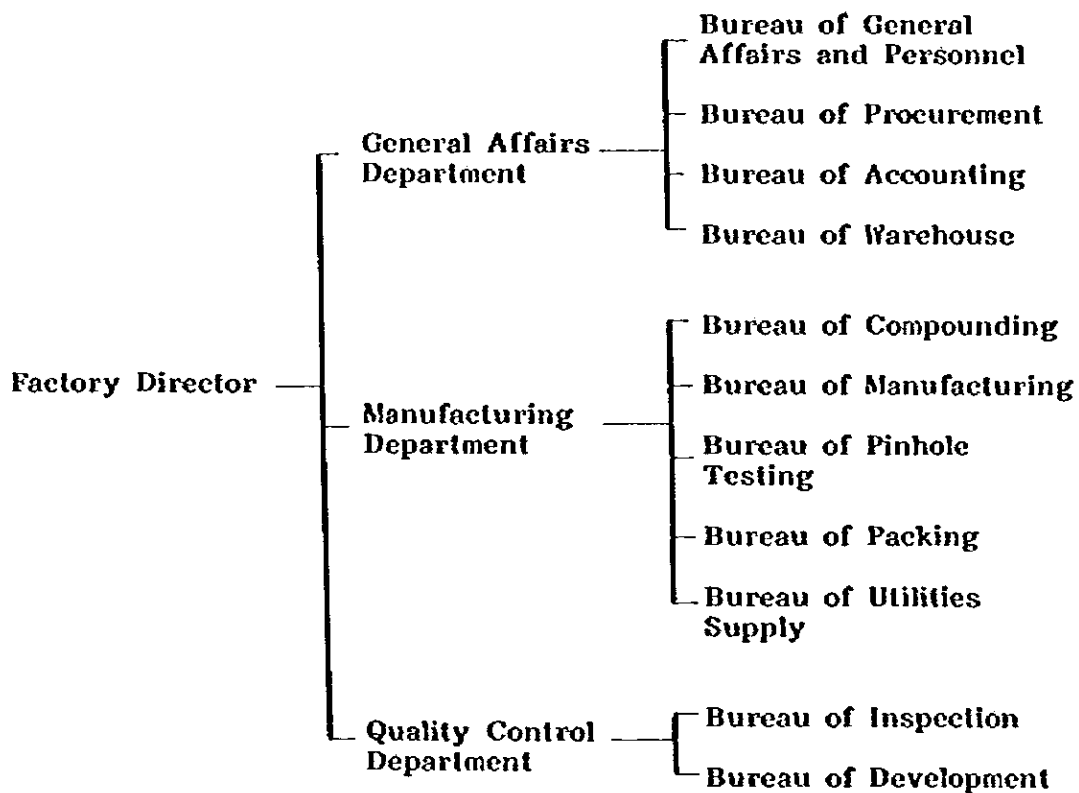 Factory Director
General Affairs
Department
Bureau of General
Affairs and Personnel
Bureau of Procurement
Bureau of Accounting
Bureau of Warehouse
Manufacturing
Department
Bureau of Compounding
Bureau of Manufacturing
Bureau of Pinhole
Testing
Bureau of Packing
Bureau of Utilities
Supply
Quality Control
Department
Bureau of Inspection
Bureau of Development